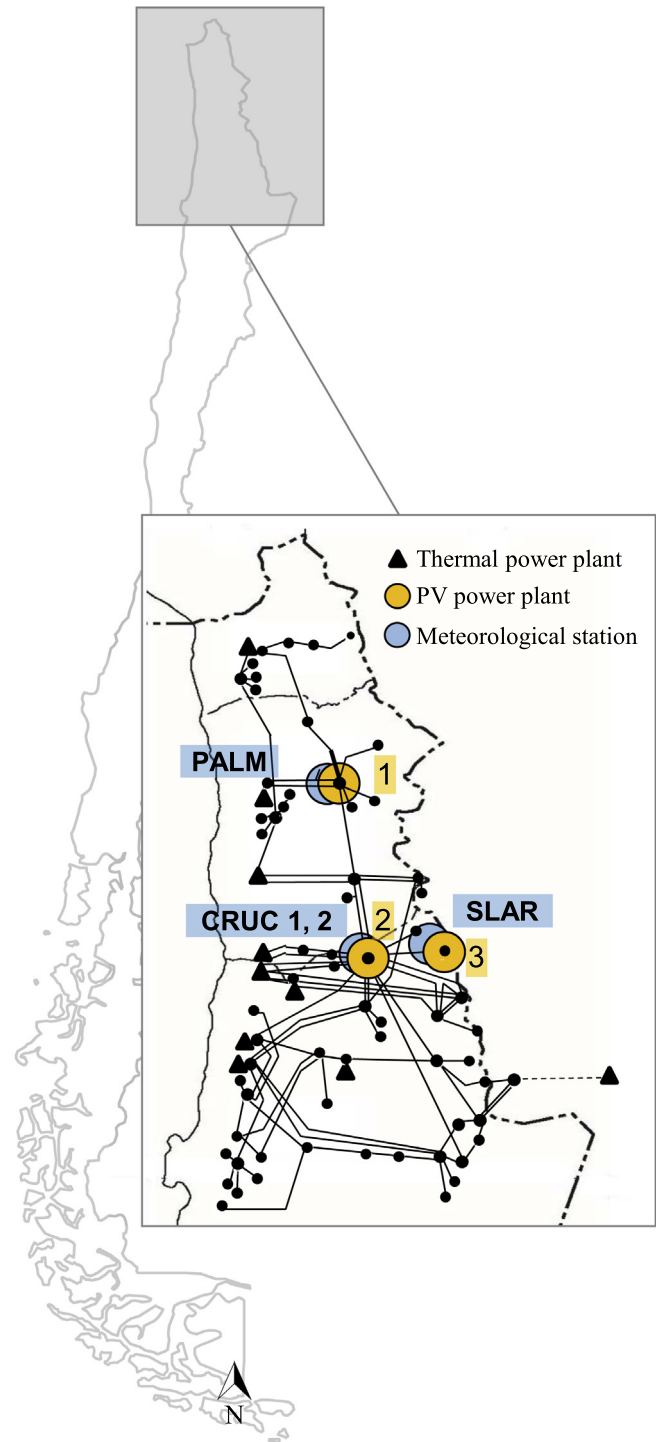 Thermal power plant
PV power plant
Meteorological station
PALM
1
CRUC 1, 2
2
SLAR
3
N